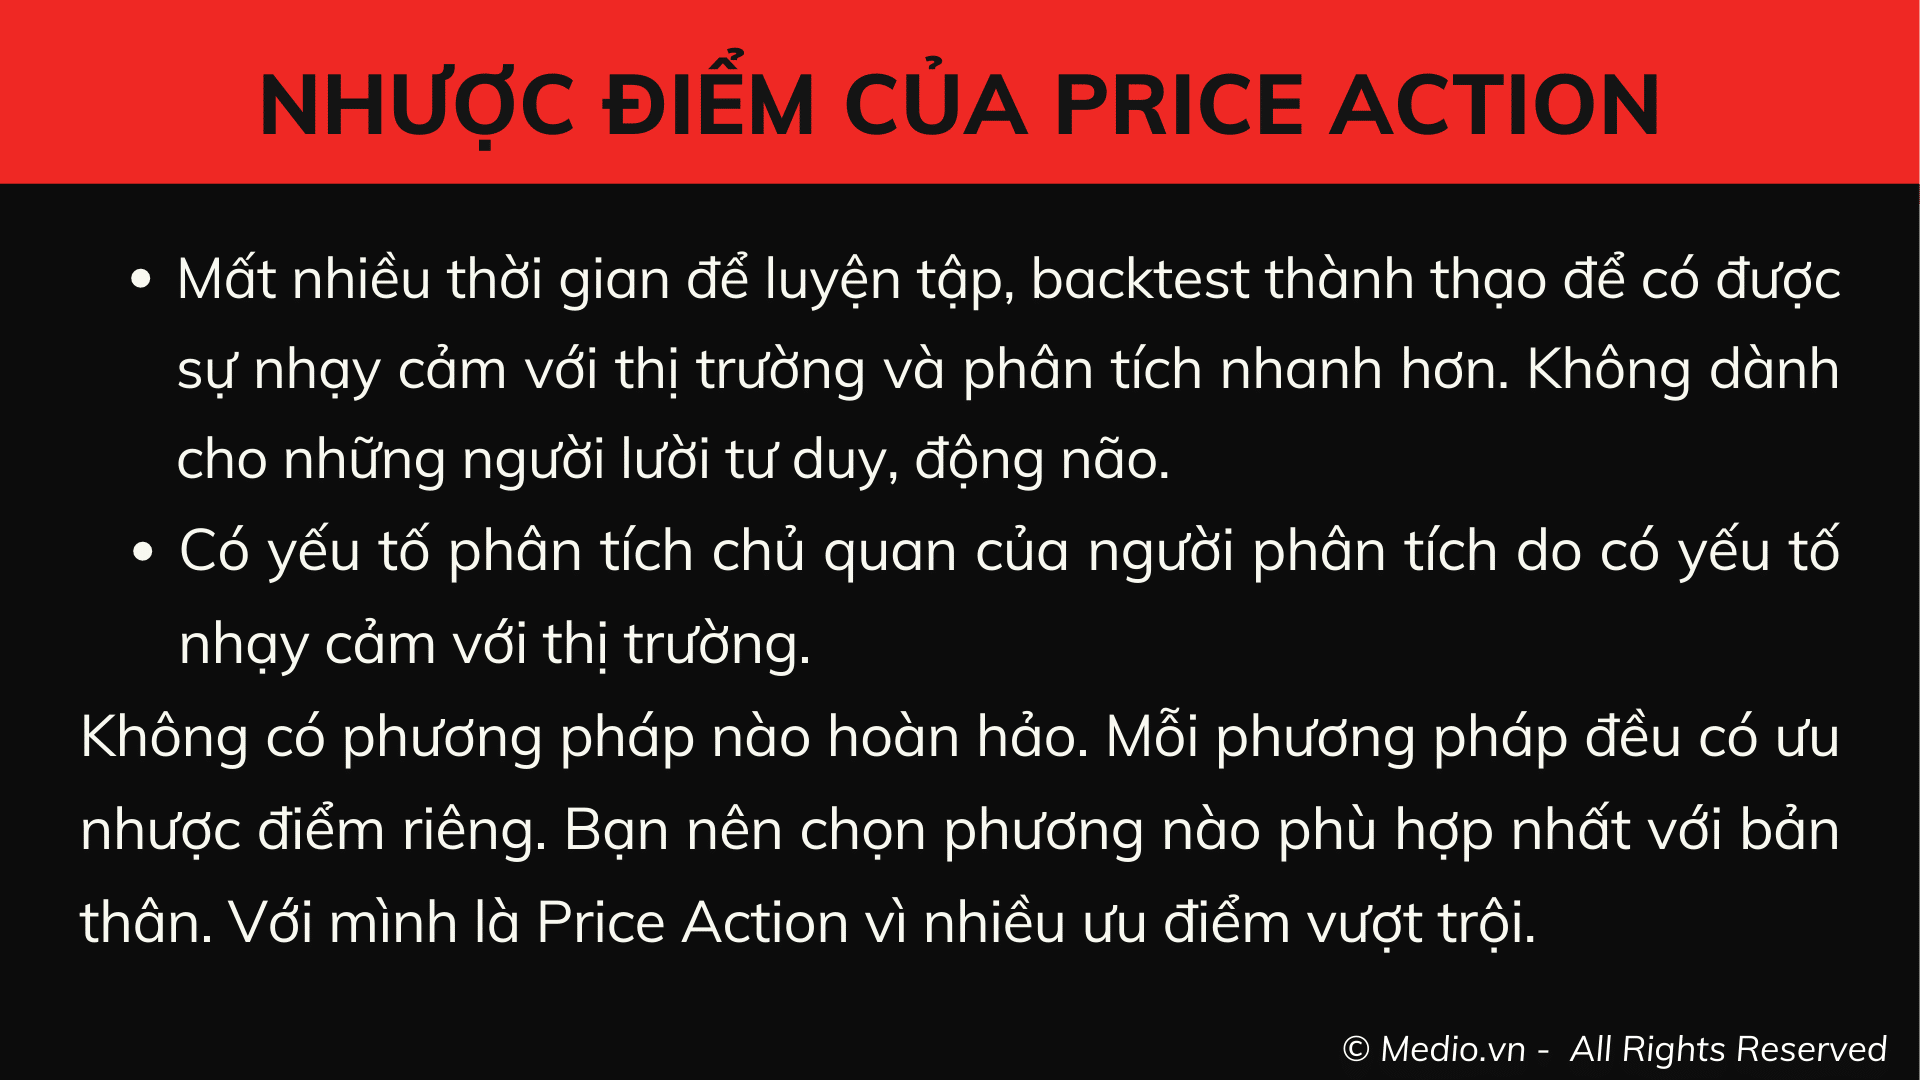 NHƯỢC ĐIỂM CỦA PRICE ACTION
• Mất nhiều thời gian để luyện tập, backtest thành thạo để có được
sự nhạy cảm với thị trường và phân tích nhanh hơn. Không dành
cho những người lười tư duy, động não.
• Có yếu tố phân tích chủ quan của người phân tích do có yếu tố
nhạy cảm với thị trường.
Không có phương pháp nào hoàn hảo. Mỗi phương pháp đều có ưu
nhược điểm riêng. Bạn nên chọn phương nào phù hợp nhất với bản
thân. Với mình là Price Action vì nhiều ưu điểm vượt trội.
© Medio.vn - All Rights Reserved